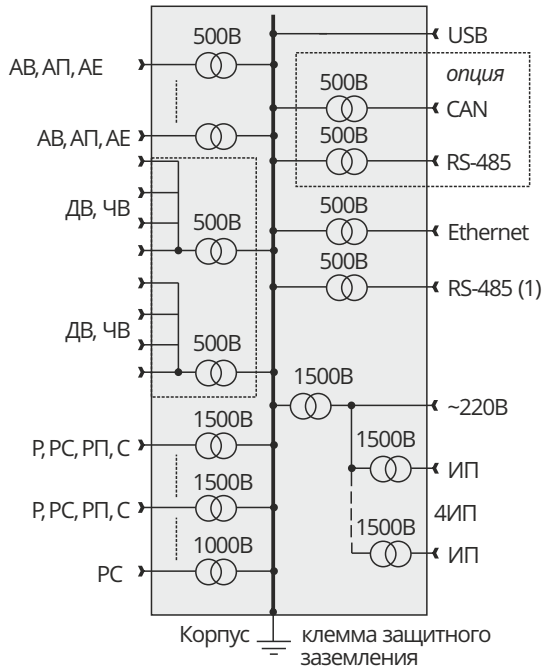 500В
USB
АВ, АП, АЕ
опция
500В
CAN
АВ, АП, АЕ
500В
RS-485
ДВ, ЧВ
500В
500В
Ethernet
500В
RS-485 (1)
ДВ, ЧВ
500В
1500В
~220В
1500В
Р, РС, РП, С
1500В
ИП
1500В
Р, РС, РП, С
4ИП
1500В
ИП
1000В
РС
Корпус
клемма защитного
заземления